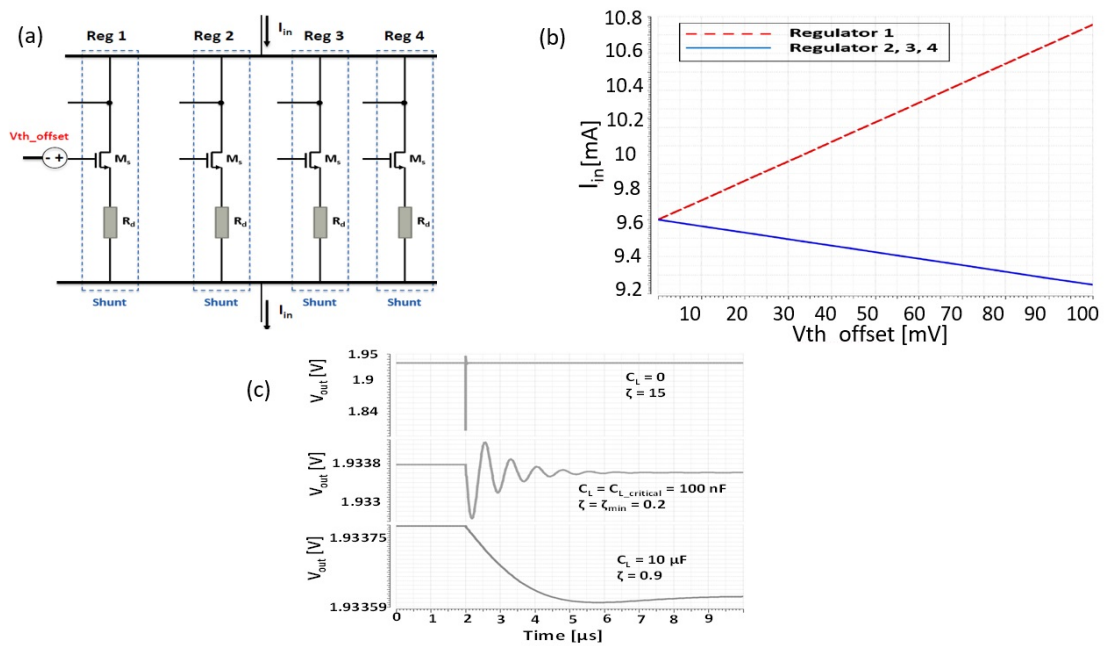 (a)
Reg 1 Reg 2 Reg 3 Reg 4
I_in
Vth_offset
- +
M_s M_s M_s M_s
R_d R_d R_d R_d
Shunt Shunt Shunt Shunt
I_in
(b)
Regulator 1
Regulator 2, 3, 4
I_in[mA]
10.8
10.6
10.4
10.2
10
9.8
9.6
9.4
9.2
10 20 30 40 50 60 70 80 90 100
Vth offset [mV]
(c)
V_out [V]
1.95
1.9
1.84
C_L = 0
ζ = 15
V_out [V]
1.9338
1.933
C_L = C_L_critical = 100 nF
ζ = ζ_min = 0.2
V_out [V]
1.93375
1.93359
C_L = 10 µF
ζ = 0.9
0 1 2 3 4 5 6 7 8 9
Time [µs]